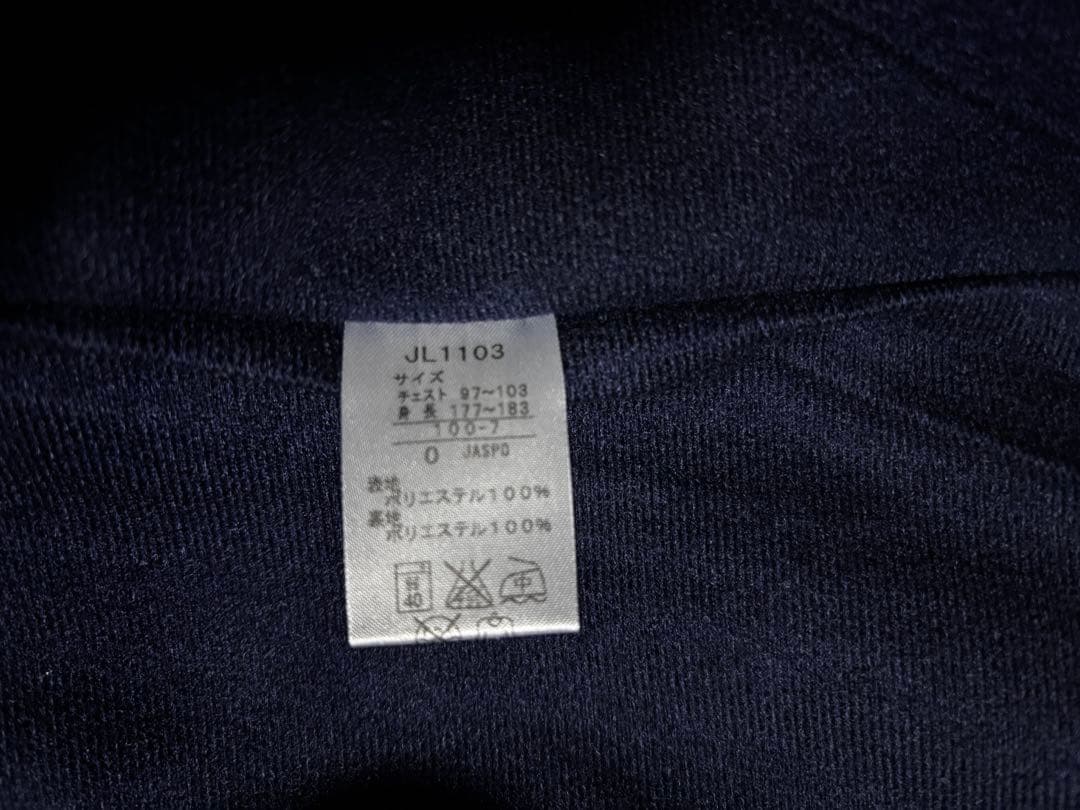 JL1103
サイズ
チェスト 97~103
身長 177~183
100-7
O JASPO
表地
ポリエステル100%
裏地
ポリエステル100%
40
中